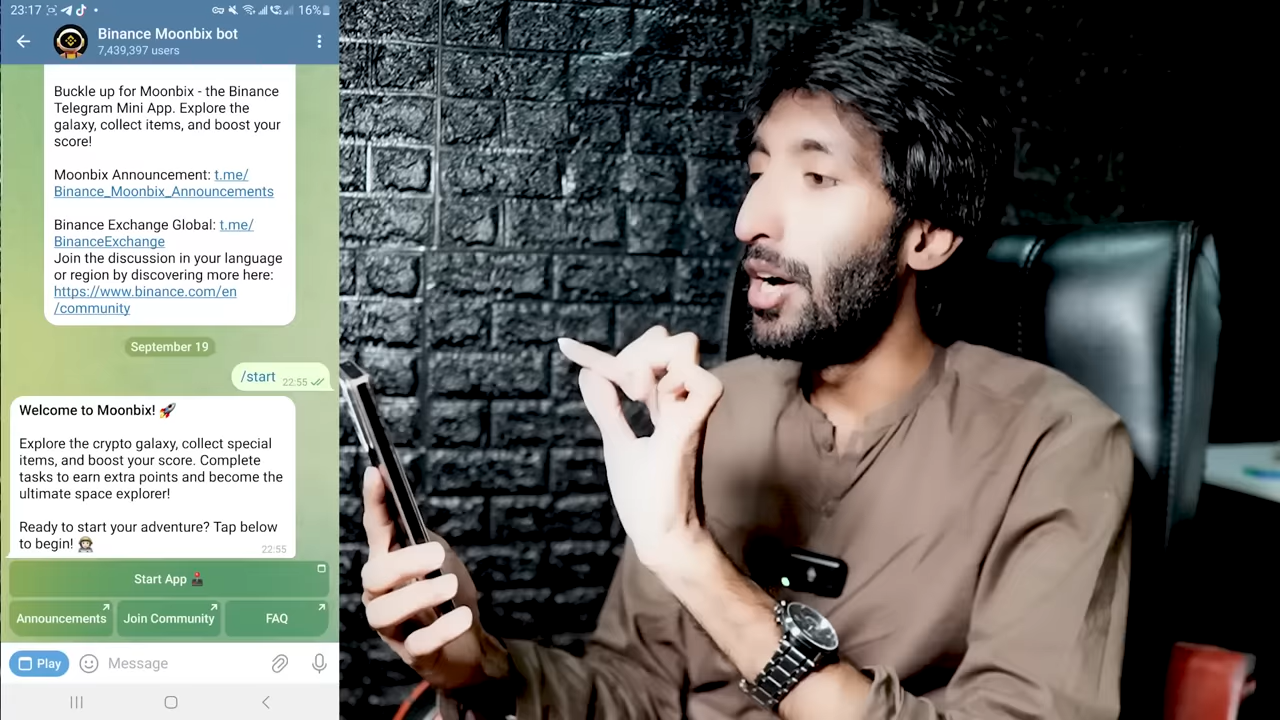 23:17
16%
Binance Moonbix bot
7,439,397 users
Buckle up for Moonbix - the Binance
Telegram Mini App. Explore the
galaxy, collect items, and boost your
score!
Moonbix Announcement: t.me/
Binance_Moonbix_Announcements
Binance Exchange Global: t.me/
BinanceExchange
Join the discussion in your language
or region by discovering more here:
https://www.binance.com/en
/community
September 19
/start 22:55
Welcome to Moonbix! 🚀
Explore the crypto galaxy, collect special
items, and boost your score. Complete
tasks to earn extra points and become the
ultimate space explorer!
Ready to start your adventure? Tap below
to begin! 🧑‍🚀
22:55
Start App 🕹️
Announcements
Join Community
FAQ
Play
Message